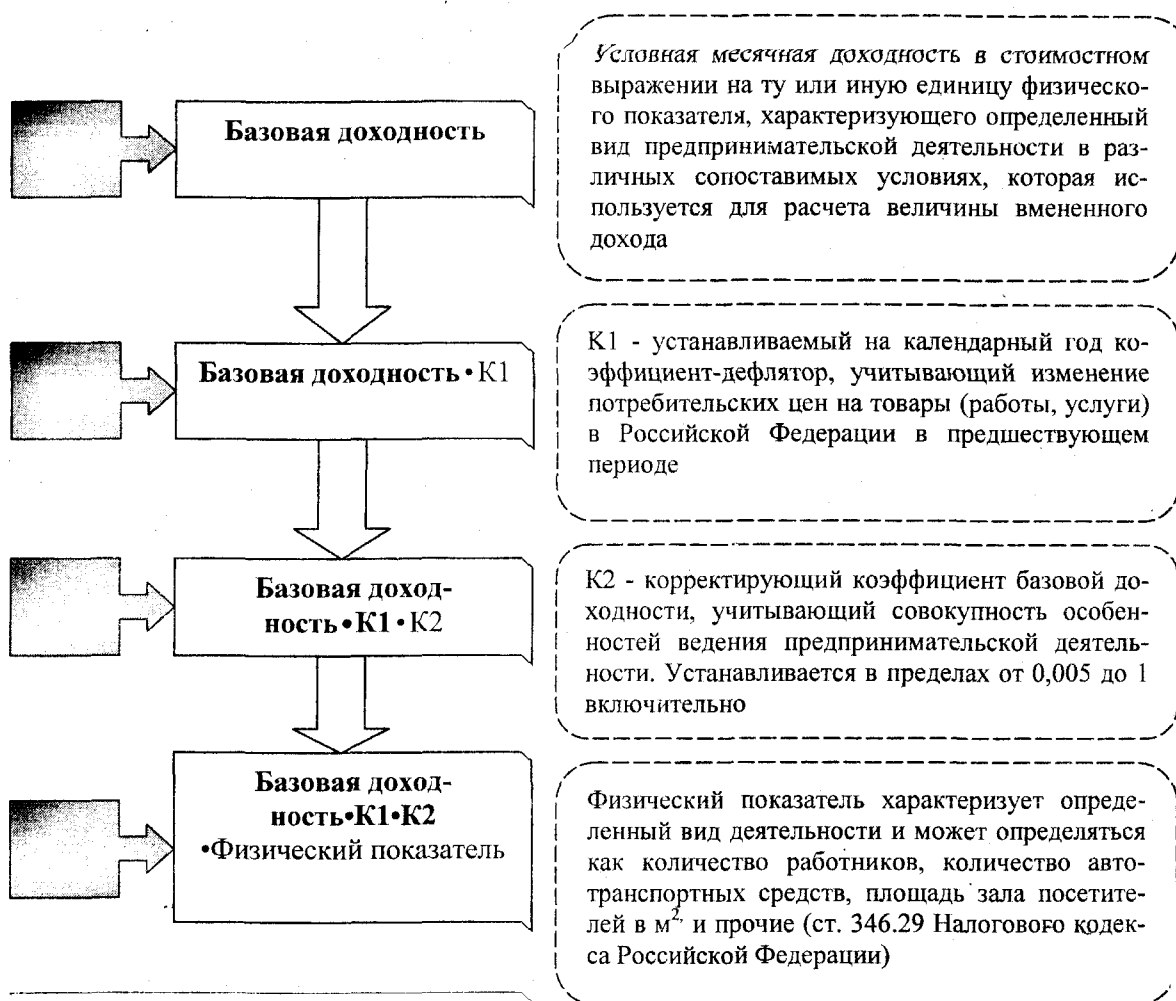 Базовая доходность
Условная месячная доходность в стоимостном
выражении на ту или иную единицу физическо-
го показателя, характеризующего определенный
вид предпринимательской деятельности в раз-
личных сопоставимых условиях, которая ис-
пользуется для расчета величины вмененного
дохода
Базовая доходность•К1
К1 - устанавливаемый на календарный год ко-
эффициент-дефлятор, учитывающий изменение
потребительских цен на товары (работы, услуги)
в Российской Федерации в предшествующем
периоде
Базовая доход-
ность•К1•К2
К2 - корректирующий коэффициент базовой до-
ходности, учитывающий совокупность особен-
ностей ведения предпринимательской деятель-
ности. Устанавливается в пределах от 0,005 до 1
включительно
Базовая доход-
ность•К1•К2
•Физический показатель
Физический показатель характеризует опреде-
ленный вид деятельности и может определяться
как количество работников, количество авто-
транспортных средств, площадь зала посетите-
лей в м², и прочие (ст. 346.29 Налогового кодек-
са Российской Федерации)